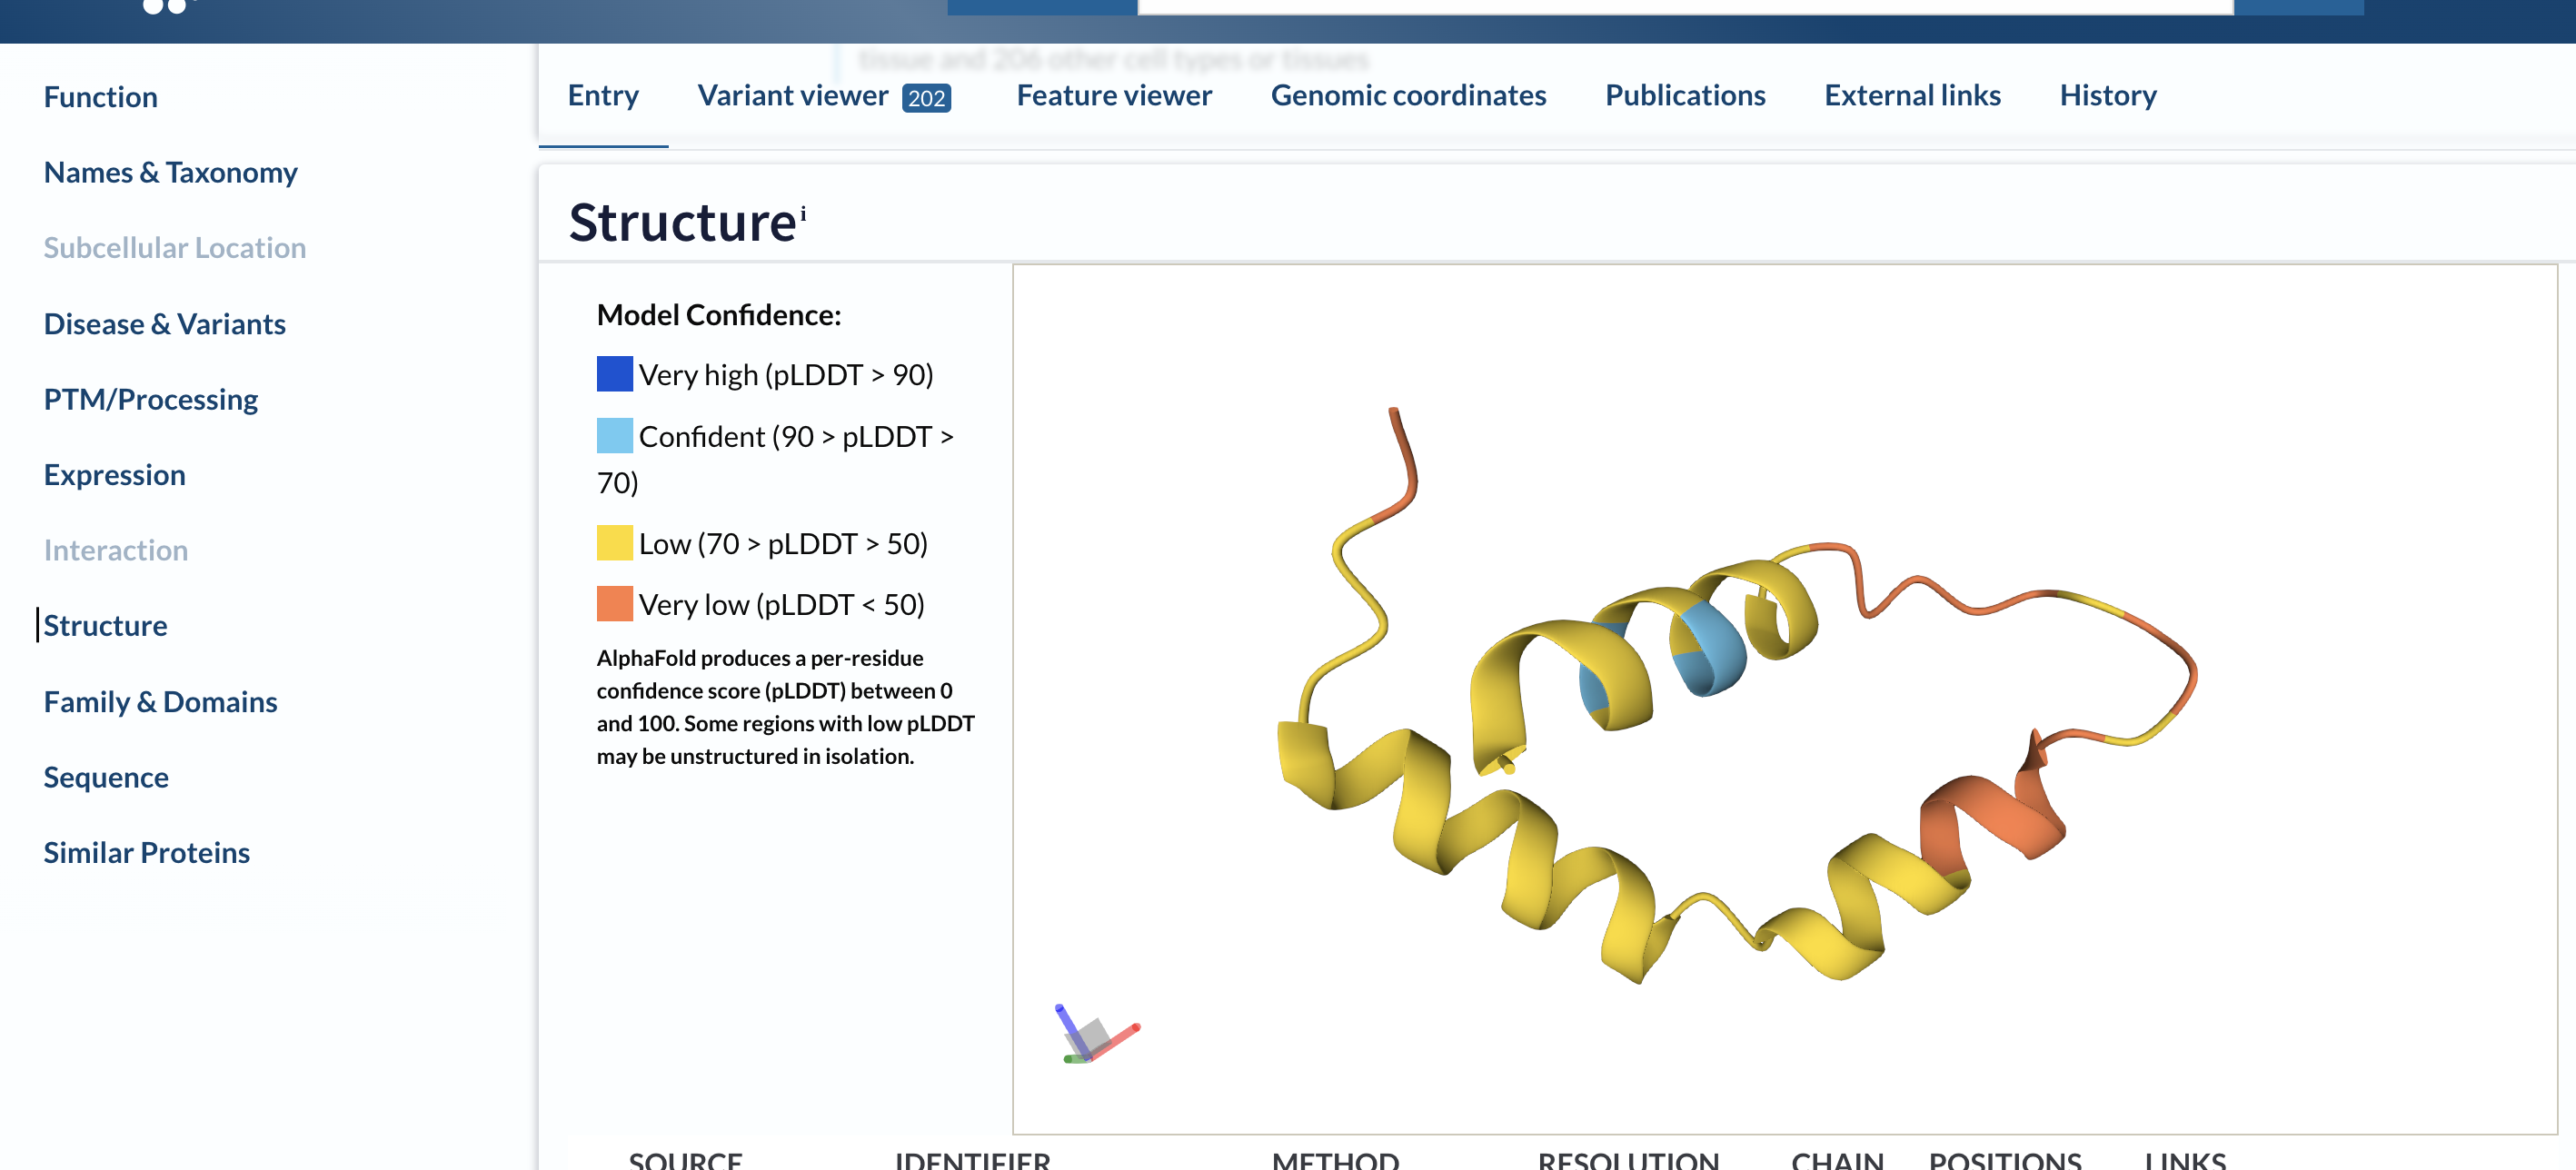 tissue and 206 other cell types or tissues
Entry Variant viewer 202 Feature viewer Genomic coordinates Publications External links History
Function
Names & Taxonomy
Subcellular Location
Disease & Variants
PTM/Processing
Expression
Interaction
Structure
Family & Domains
Sequence
Similar Proteins
Structure i
Model Confidence:
Very high (pLDDT > 90)
Confident (90 > pLDDT >
70)
Low (70 > pLDDT > 50)
Very low (pLDDT < 50)
AlphaFold produces a per-residue
confidence score (pLDDT) between 0
and 100. Some regions with low pLDDT
may be unstructured in isolation.
SOURCE IDENTIFIER METHOD RESOLUTION CHAIN POSITIONS LINKS